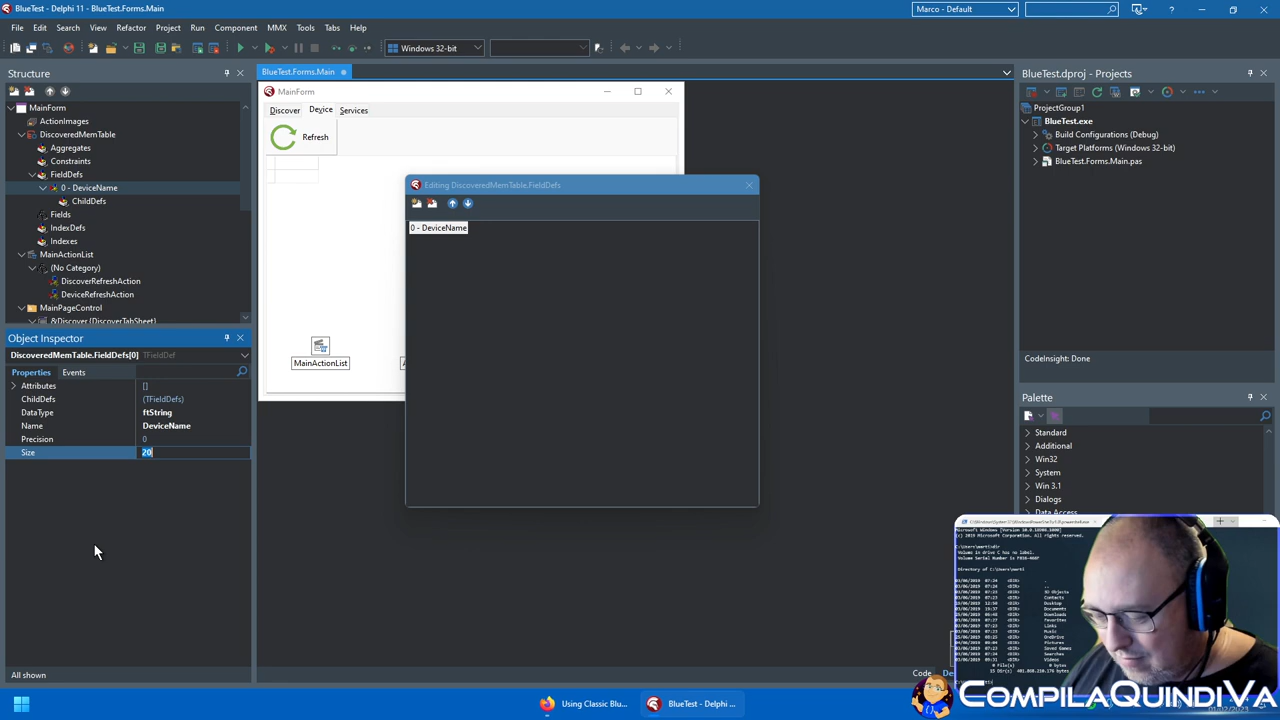 BlueTest - Delphi 11 - BlueTest.Forms.Main
Marco - Default
File Edit Search View Refactor Project Run Component MMX Tools Tabs Help
Windows 32-bit
Structure
MainForm
ActionImages
DiscoveredMemTable
Aggregates
Constraints
FieldDefs
0 - DeviceName
ChildDefs
Fields
IndexDefs
Indexes
MainActionList
(No Category)
DiscoverRefreshAction
DeviceRefreshAction
MainPageControl
&Discover (DiscoverTabSheet)
Object Inspector
DiscoveredMemTable.FieldDefs[0] TFieldDef
Properties Events
Attributes []
ChildDefs (TFieldDefs)
DataType ftString
Name DeviceName
Precision 0
Size 20
All shown
BlueTest.Forms.Main
MainForm
Discover Device Services
Refresh
MainActionList
A
Editing DiscoveredMemTable.FieldDefs
0 - DeviceName
Code
De
BlueTest.dproj - Projects
ProjectGroup1
BlueTest.exe
Build Configurations (Debug)
Target Platforms (Windows 32-bit)
BlueTest.Forms.Main.pas
CodeInsight: Done
Palette
Standard
Additional
Win32
System
Win 3.1
Dialogs
Data Access
CompilaQuindiVa
Using Classic Blu...
BlueTest - Delphi ...